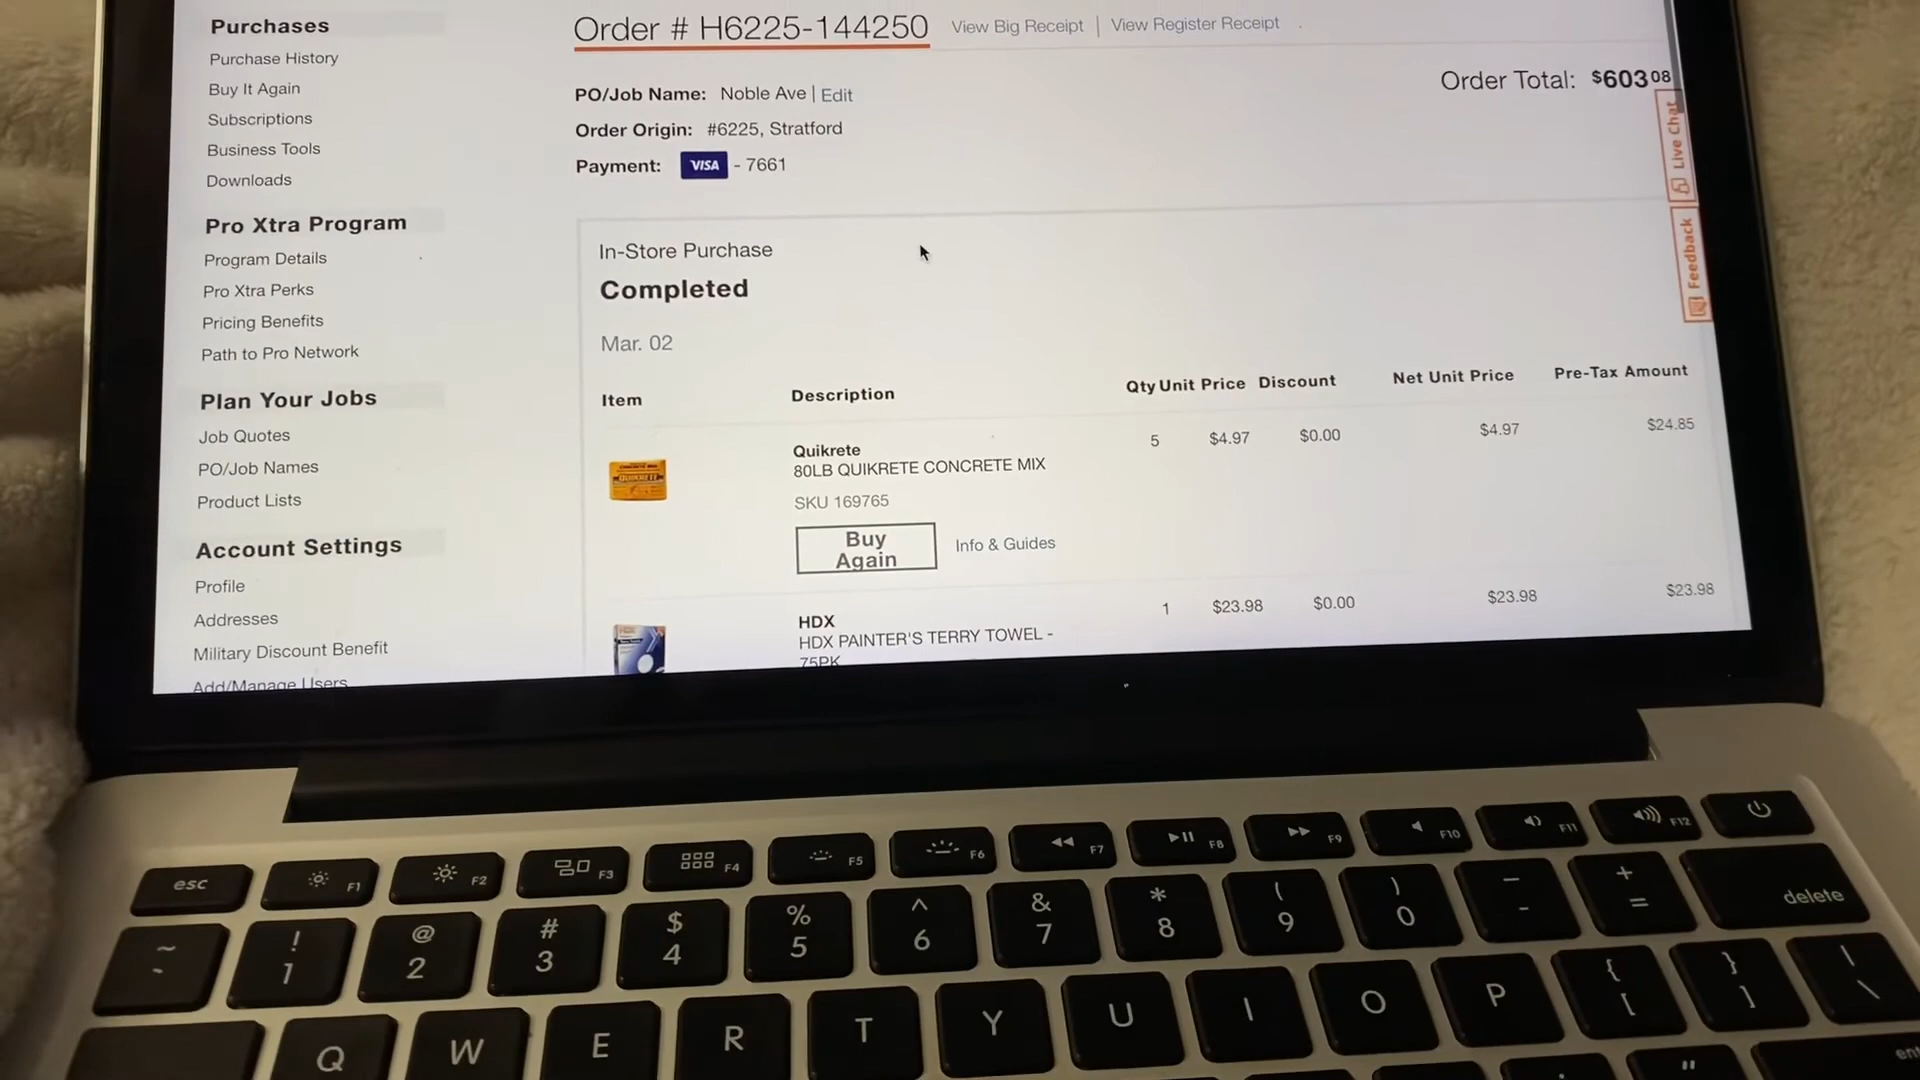 Purchases
Purchase History
Buy It Again
Subscriptions
Business Tools
Downloads
Pro Xtra Program
Program Details
Pro Xtra Perks
Pricing Benefits
Path to Pro Network
Plan Your Jobs
Job Quotes
PO/Job Names
Product Lists
Account Settings
Profile
Addresses
Military Discount Benefit
Add/Manage Users
Order # H6225-144250 View Big Receipt | View Register Receipt
Order Total: $603 08
PO/Job Name: Noble Ave | Edit
Order Origin: #6225, Stratford
Payment: VISA - 7661
Live Chat
Feedback
In-Store Purchase
Completed
Mar. 02
Item Description Qty Unit Price Discount Net Unit Price Pre-Tax Amount
Quikrete 5 $4.97 $0.00 $4.97 $24.85
80LB QUIKRETE CONCRETE MIX
SKU 169765
QUIKRETE
Buy
Again
Info & Guides
HDX 1 $23.98 $0.00 $23.98 $23.98
HDX PAINTER'S TERRY TOWEL -
75PK
esc F1 F2 F3 F4 F5 F6 F7 F8 F9 F10 F11 F12
~ ! @ # $ % ^ & * ( ) — +
1 2 3 4 5 6 7 8 9 0 - = delete
Q W E R T Y U I O P { [ } ] | \
"